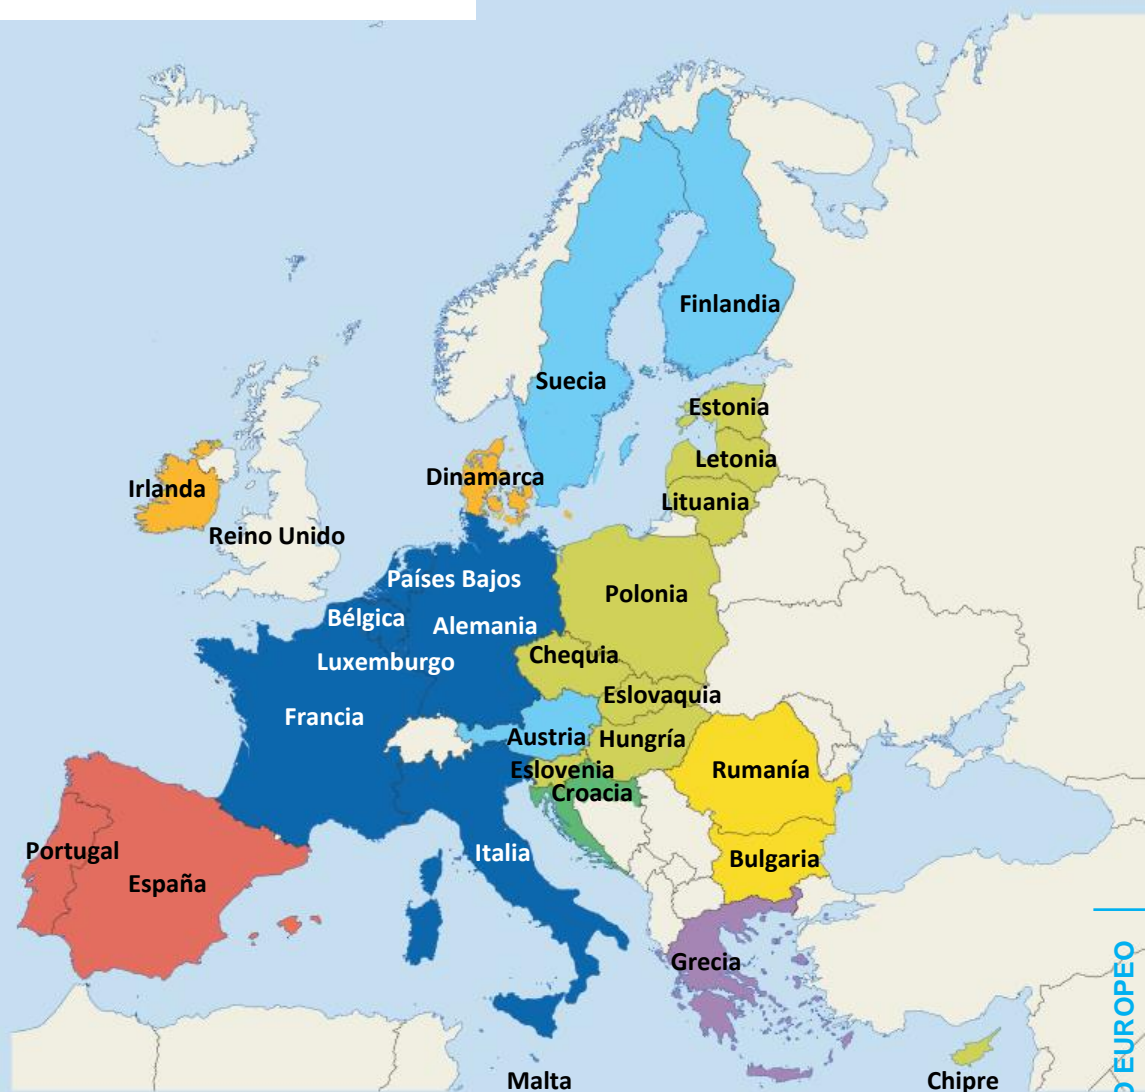 Finlandia
Suecia
Estonia
Letonia
Lituania
Dinamarca
Irlanda
Reino Unido
Países Bajos
Bélgica
Alemania
Luxemburgo
Francia
Polonia
Chequia
Eslovaquia
Austria
Hungría
Eslovenia
Croacia
Rumanía
Bulgaria
Italia
Portugal
España
Grecia
Malta
Chipre
O EUROPEO